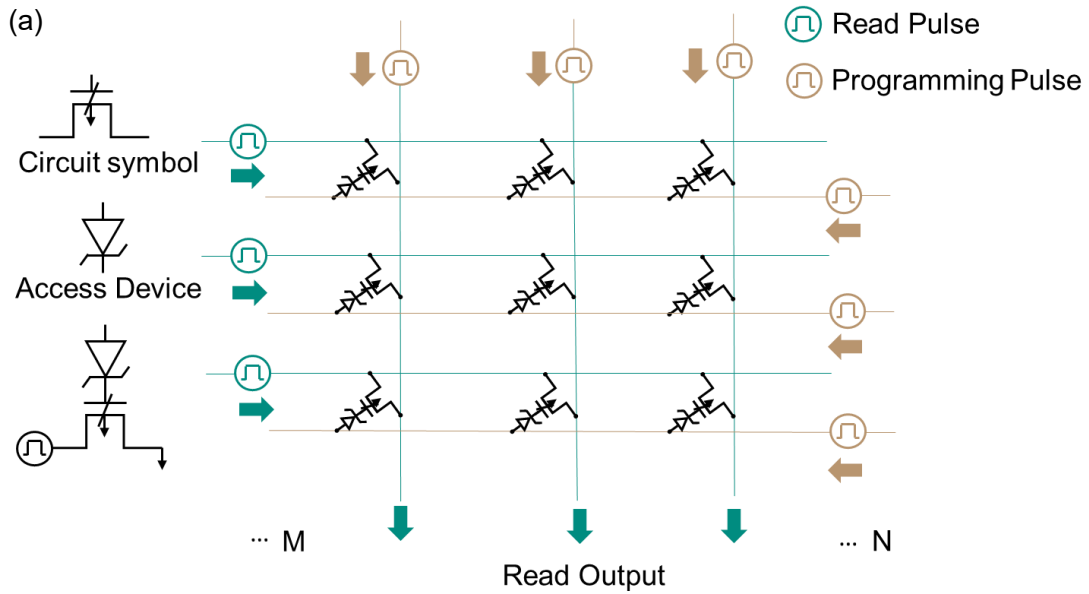 (a)
Read Pulse
Programming Pulse
Circuit symbol
Access Device
... M
... N
Read Output